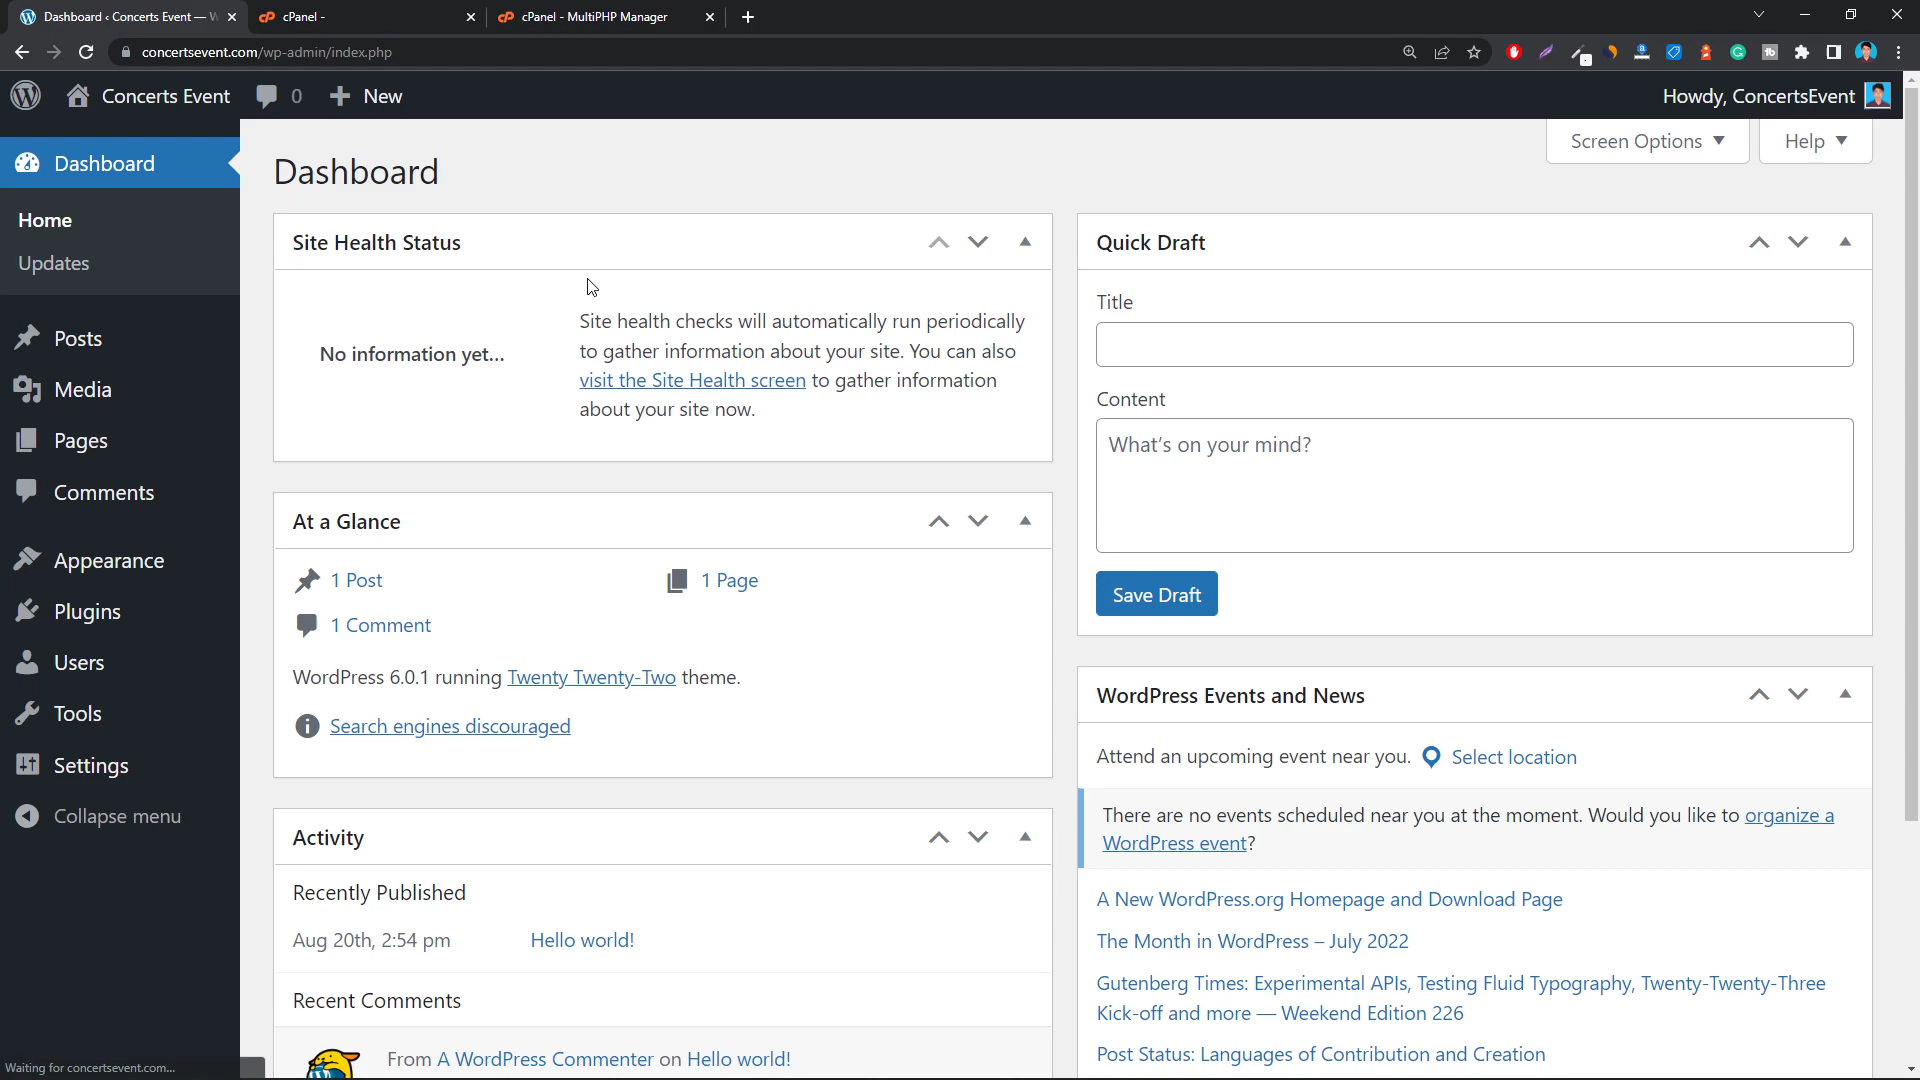 Dashboard ‹ Concerts Event — W
cPanel -
cPanel - MultiPHP Manager
concertsevent.com/wp-admin/index.php
Concerts Event
0
New
Howdy, ConcertsEvent
Screen Options
Help
Dashboard
Home
Updates
Posts
Media
Pages
Comments
Appearance
Plugins
Users
Tools
Settings
Collapse menu
Dashboard
Site Health Status
No information yet...
Site health checks will automatically run periodically
to gather information about your site. You can also
visit the Site Health screen to gather information
about your site now.
At a Glance
1 Post
1 Page
1 Comment
WordPress 6.0.1 running Twenty Twenty-Two theme.
Search engines discouraged
Activity
Recently Published
Aug 20th, 2:54 pm
Hello world!
Recent Comments
From A WordPress Commenter on Hello world!
Quick Draft
Title
Content
What's on your mind?
Save Draft
WordPress Events and News
Attend an upcoming event near you.
Select location
There are no events scheduled near you at the moment. Would you like to organize a
WordPress event?
A New WordPress.org Homepage and Download Page
The Month in WordPress – July 2022
Gutenberg Times: Experimental APIs, Testing Fluid Typography, Twenty-Twenty-Three
Kick-off and more — Weekend Edition 226
Post Status: Languages of Contribution and Creation
Waiting for concertsevent.com...